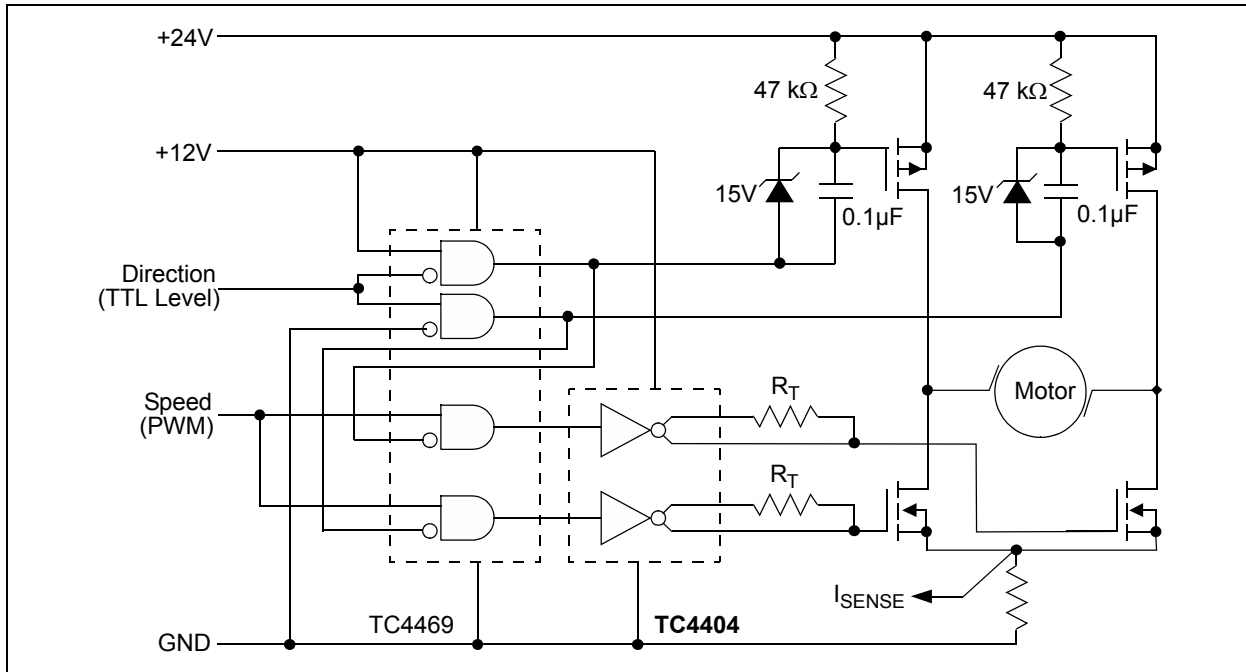 +24V
47 kΩ
47 kΩ
+12V
15V
0.1µF
15V
0.1µF
Direction
(TTL Level)
Speed
(PWM)
RT
Motor
RT
ISENSE
TC4469
TC4404
GND